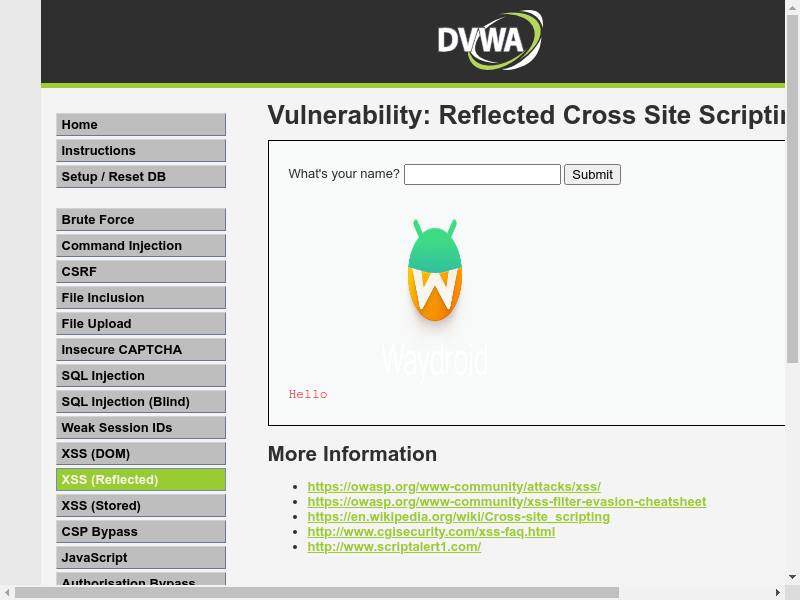 DVWA
Vulnerability: Reflected Cross Site Scriptin
Home
Instructions
Setup / Reset DB
Brute Force
Command Injection
CSRF
File Inclusion
File Upload
Insecure CAPTCHA
SQL Injection
SQL Injection (Blind)
Weak Session IDs
XSS (DOM)
XSS (Reflected)
XSS (Stored)
CSP Bypass
JavaScript
Authorisation Bypass
What's your name? Submit
Waydroid
Hello
More Information
https://owasp.org/www-community/attacks/xss/
https://owasp.org/www-community/xss-filter-evasion-cheatsheet
https://en.wikipedia.org/wiki/Cross-site_scripting
http://www.cgisecurity.com/xss-faq.html
http://www.scriptalert1.com/